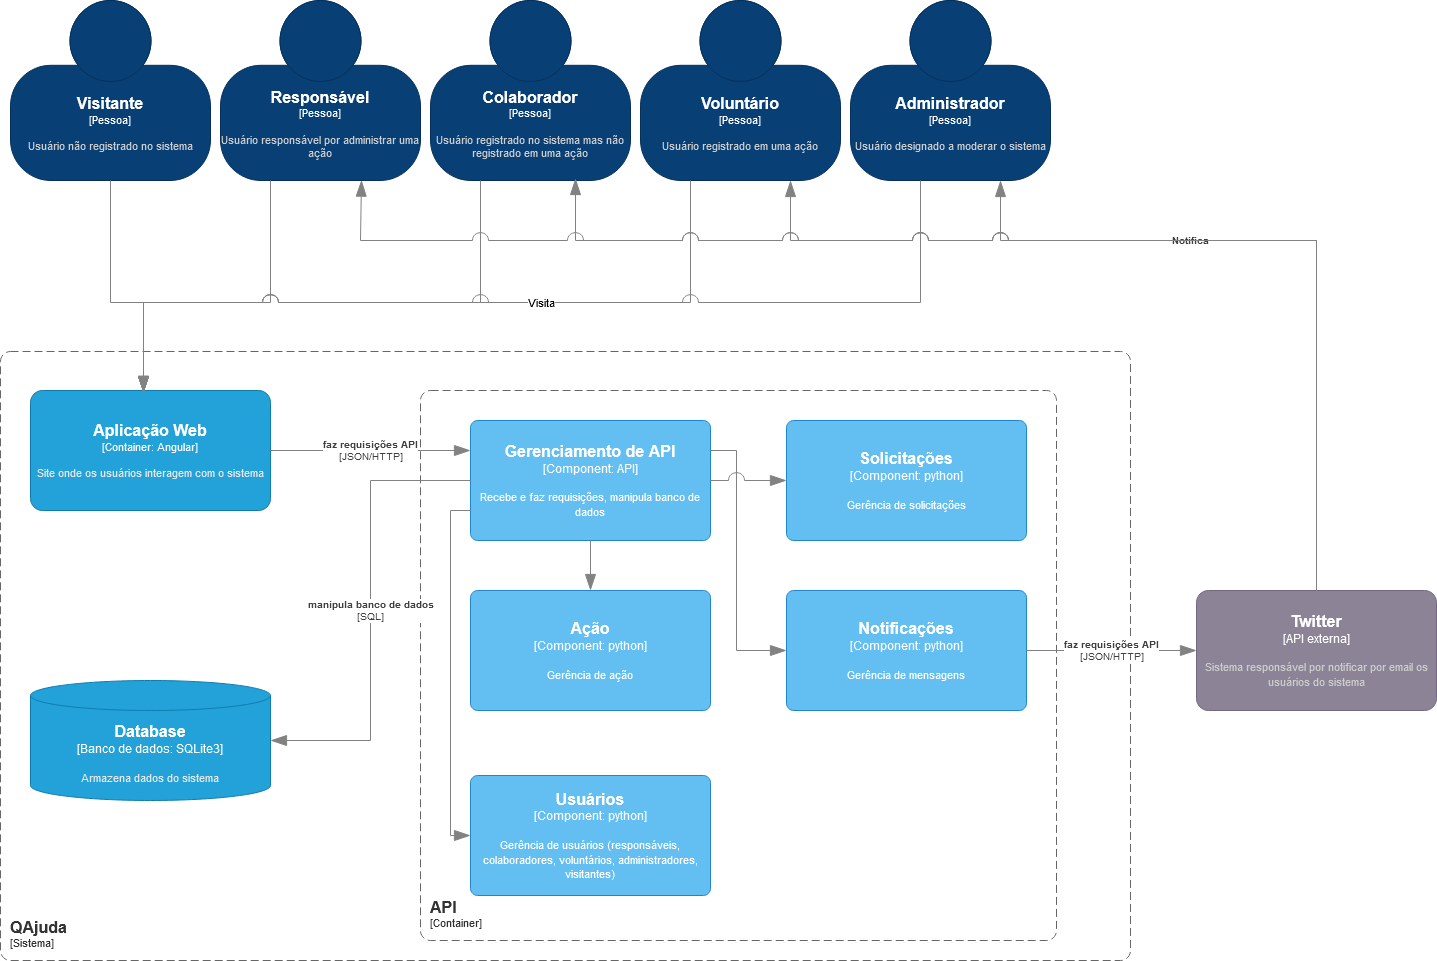 Visitante
[Pessoa]
Usuário não registrado no sistema
Responsável
[Pessoa]
Usuário responsável por administrar uma
ação
Colaborador
[Pessoa]
Usuário registrado no sistema mas não
registrado em uma ação
Voluntário
[Pessoa]
Usuário registrado em uma ação
Administrador
[Pessoa]
Usuário designado a moderar o sistema
Notifica
Visita
Aplicação Web
[Container: Angular]
Site onde os usuários interagem com o sistema
faz requisições API
[JSON/HTTP]
Gerenciamento de API
[Component: API]
Recebe e faz requisições, manipula banco de
dados
Solicitações
[Component: python]
Gerência de solicitações
manipula banco de dados
[SQL]
Ação
[Component: python]
Gerência de ação
Notificações
[Component: python]
Gerência de mensagens
faz requisições API
[JSON/HTTP]
Twitter
[API externa]
Sistema responsável por notificar por email os
usuários do sistema
Database
[Banco de dados: SQLite3]
Armazena dados do sistema
Usuários
[Component: python]
Gerência de usuários (responsáveis,
colaboradores, voluntários, administradores,
visitantes)
API
[Container]
QAjuda
[Sistema]